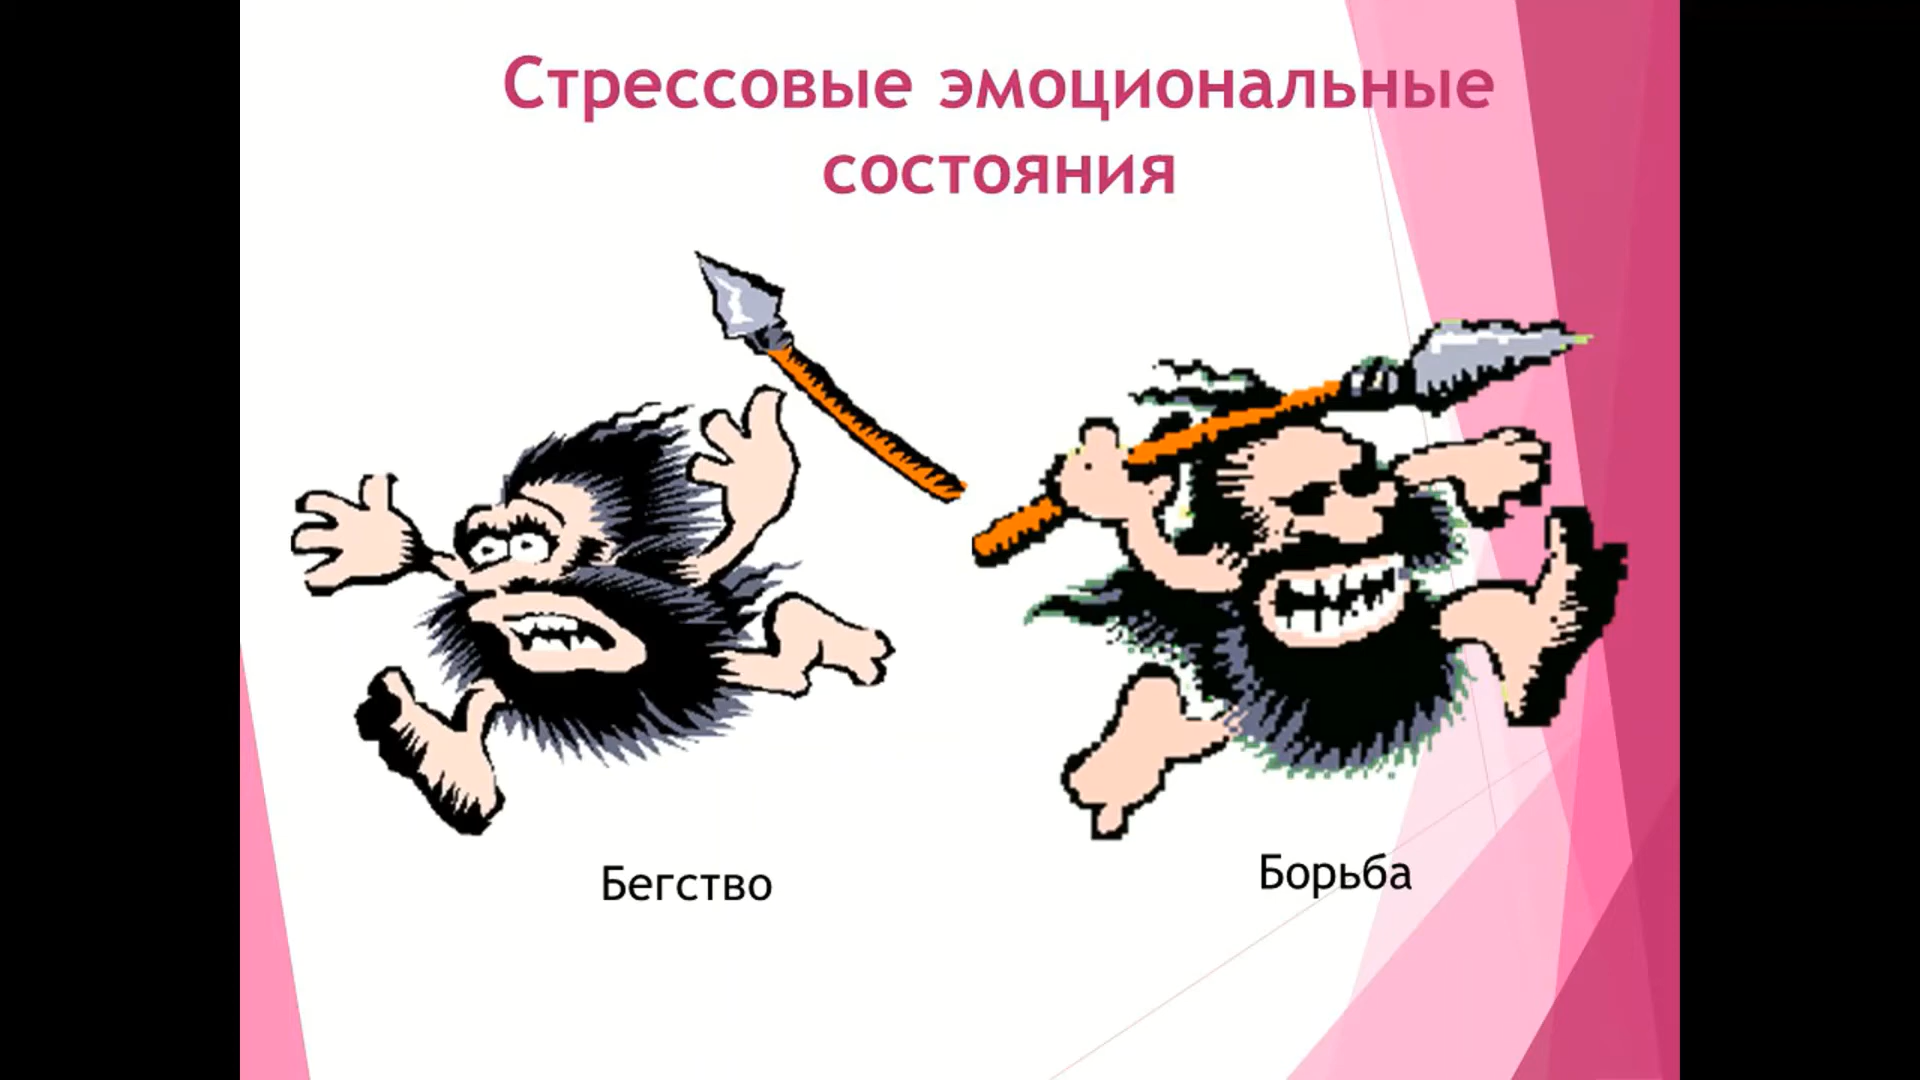 Стрессовые эмоциональные
состояния
Бегство
Борьба